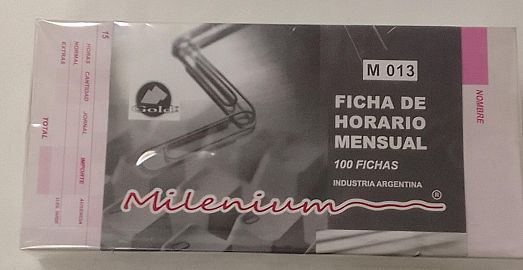 M 013
FICHA DE
HORARIO
MENSUAL
100 FICHAS
INDUSTRIA ARGENTINA
Milenium ®
Gold
NOMBRE
15
HORAS CANTIDAD JORNAL IMPORTE
NORMAL
EXTRAS
TOTAL